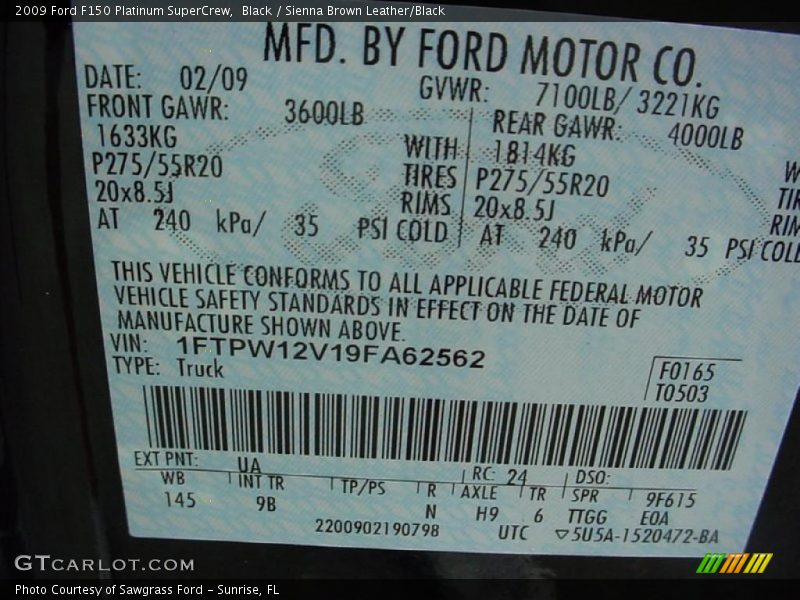 2009 Ford F150 Platinum SuperCrew,  Black / Sienna Brown Leather/Black
MFD. BY FORD MOTOR CO.
DATE: 02/09 GVWR: 7100LB/ 3221KG
FRONT GAWR: 3600LB REAR GAWR: 4000LB
1633KG WITH 1814KG W
P275/55R20 TIRES P275/55R20 TIR
20x8.5J RIMS 20x8.5J RIM
AT 240 kPa/ 35 PSI COLD AT 240 kPa/ 35 PSI COLD
THIS VEHICLE CONFORMS TO ALL APPLICABLE FEDERAL MOTOR
VEHICLE SAFETY STANDARDS IN EFFECT ON THE DATE OF
MANUFACTURE SHOWN ABOVE.
VIN: 1FTPW12V19FA62562
TYPE: Truck F0165
T0503
EXT PNT: UA RC: 24 DSO:
WB INT TR TP/PS R AXLE TR SPR 9F615
145 9B N H9 6 TTGG E0A
2200902190798 UTC ▽5U5A-1520472-BA
GTCARLOT.COM
Photo Courtesy of Sawgrass Ford - Sunrise, FL